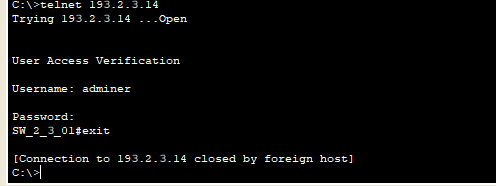 C:\>telnet 193.2.3.14
Trying 193.2.3.14 ...Open
User Access Verification
Username: adminer
Password:
SW_2_3_01#exit
[Connection to 193.2.3.14 closed by foreign host]
C:\>